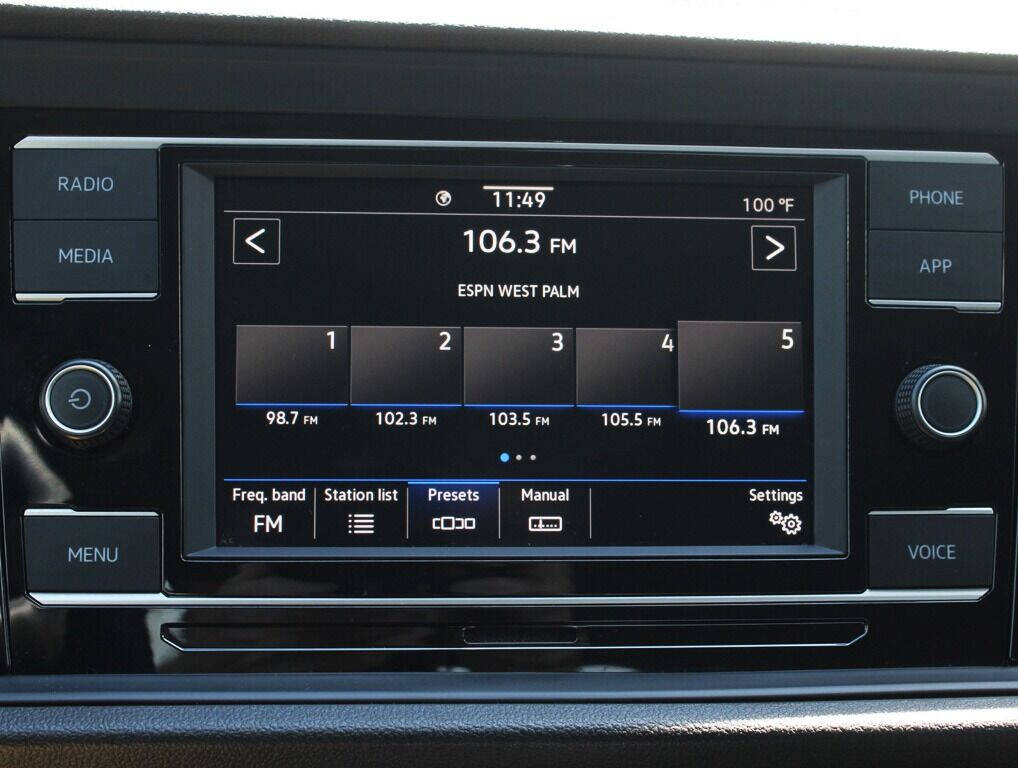 RADIO
MEDIA
MENU
11:49
100 °F
<
106.3 FM
>
ESPN WEST PALM
1
2
3
4
5
98.7 FM
102.3 FM
103.5 FM
105.5 FM
106.3 FM
Freq. band
Station list
Presets
Manual
Settings
FM
PHONE
APP
VOICE